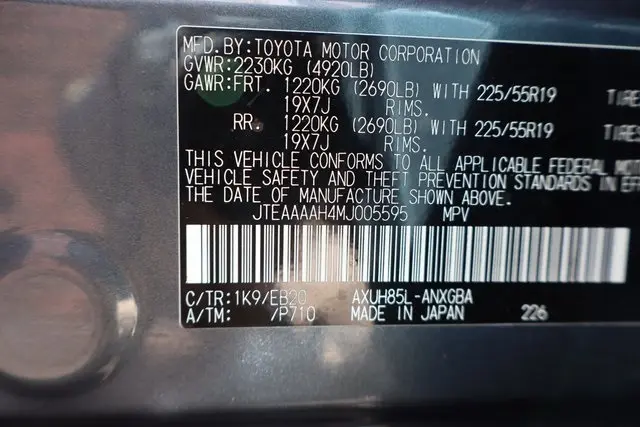 MFD.BY:TOYOTA MOTOR CORPORATION
GVWR:2230KG (4920LB)
GAWR:FRT. 1220KG (2690LB) WITH 225/55R19
19X7J RIMS.
RR. 1220KG (2690LB) WITH 225/55R19
19X7J RIMS.
THIS VEHICLE CONFORMS TO ALL APPLICABLE FEDERAL
VEHICLE SAFETY AND THEFT PREVENTION STANDARDS IN
THE DATE OF MANUFACTURE SHOWN ABOVE.
JTEAAAAH4MJ005595 MPV
C/TR:1K9/EB20 AXUH85L-ANXGBA
A/TM: /P710 MADE IN JAPAN 226